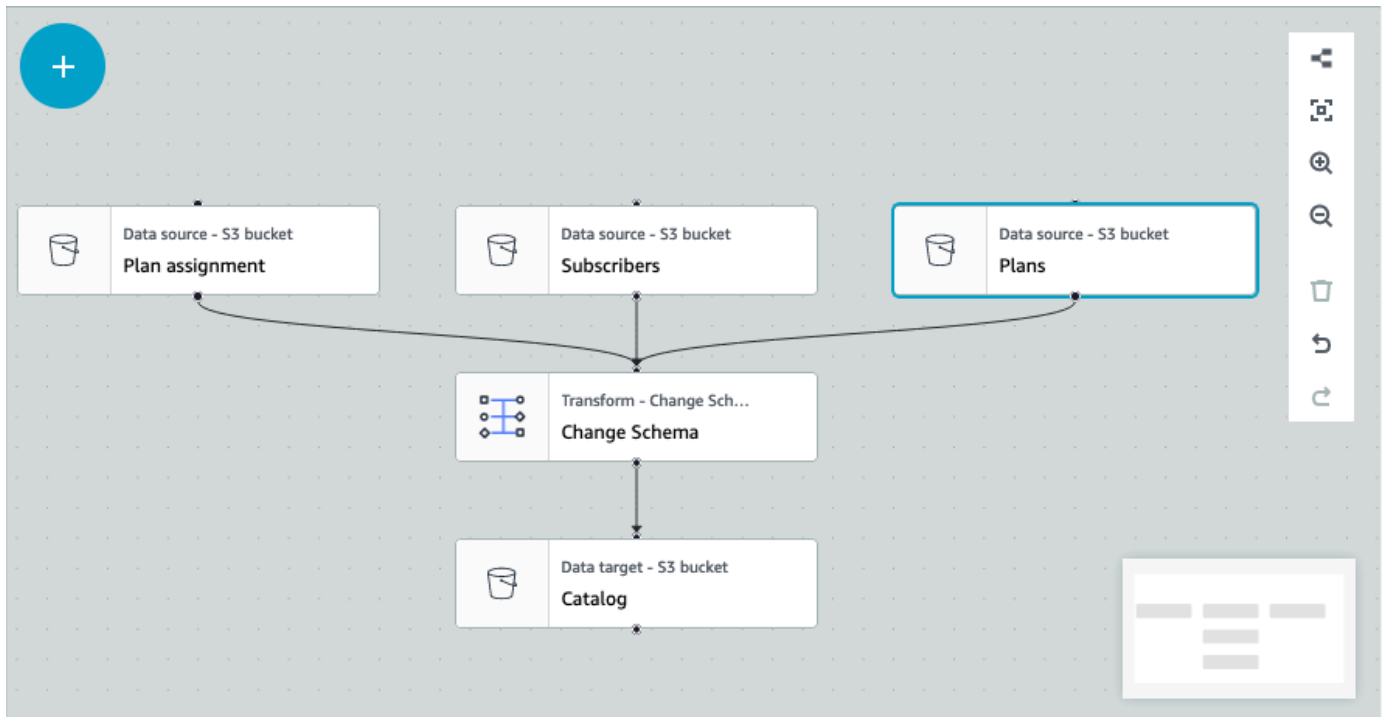 Data source - S3 bucket
Plan assignment
Data source - S3 bucket
Subscribers
Data source - S3 bucket
Plans
Transform - Change Sch...
Change Schema
Data target - S3 bucket
Catalog